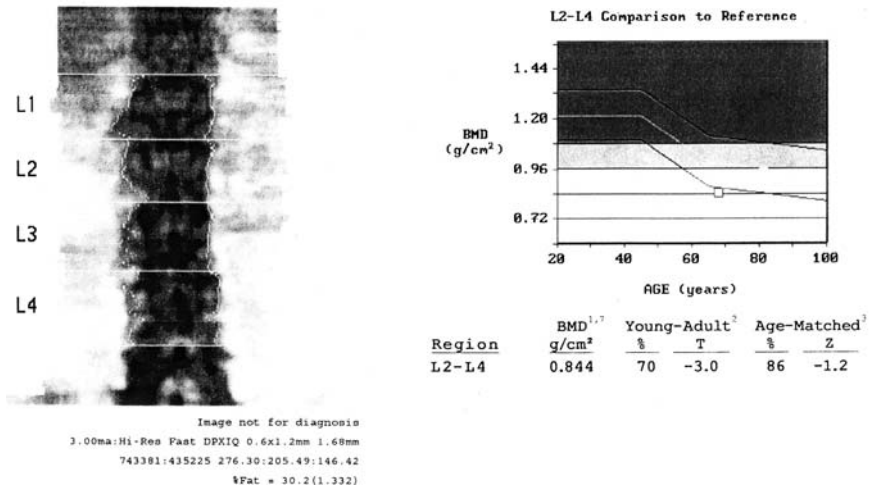 L1
L2
L3
L4
Image not for diagnosis
3.00ma:Hi-Res Fast DPXIQ 0.6x1.2mm 1.68mm
743381:435225 276.30:205.49:146.42
%Fat = 30.2(1.332)
L2-L4 Comparison to Reference
BMD
(g/cm²)
1.44
1.20
0.96
0.72
20 40 60 80 100
AGE (years)
BMD1,7 Young-Adult2 Age-Matched3
Region g/cm² % T % Z
L2-L4 0.844 70 -3.0 86 -1.2